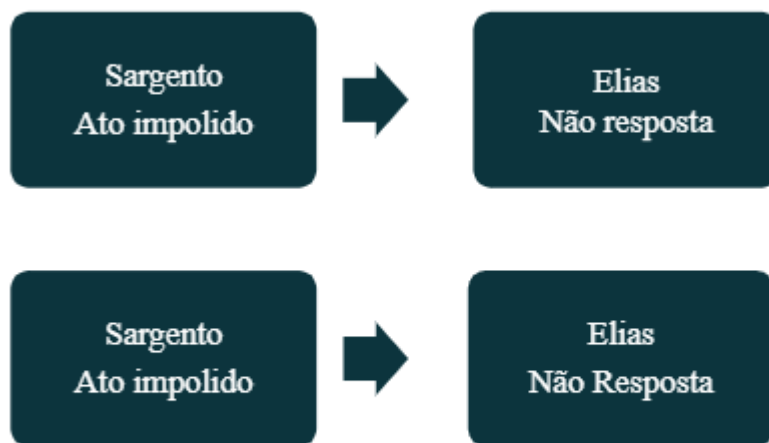 Sargento
Ato impolido
Elias
Não resposta
Sargento
Ato impolido
Elias
Não Resposta